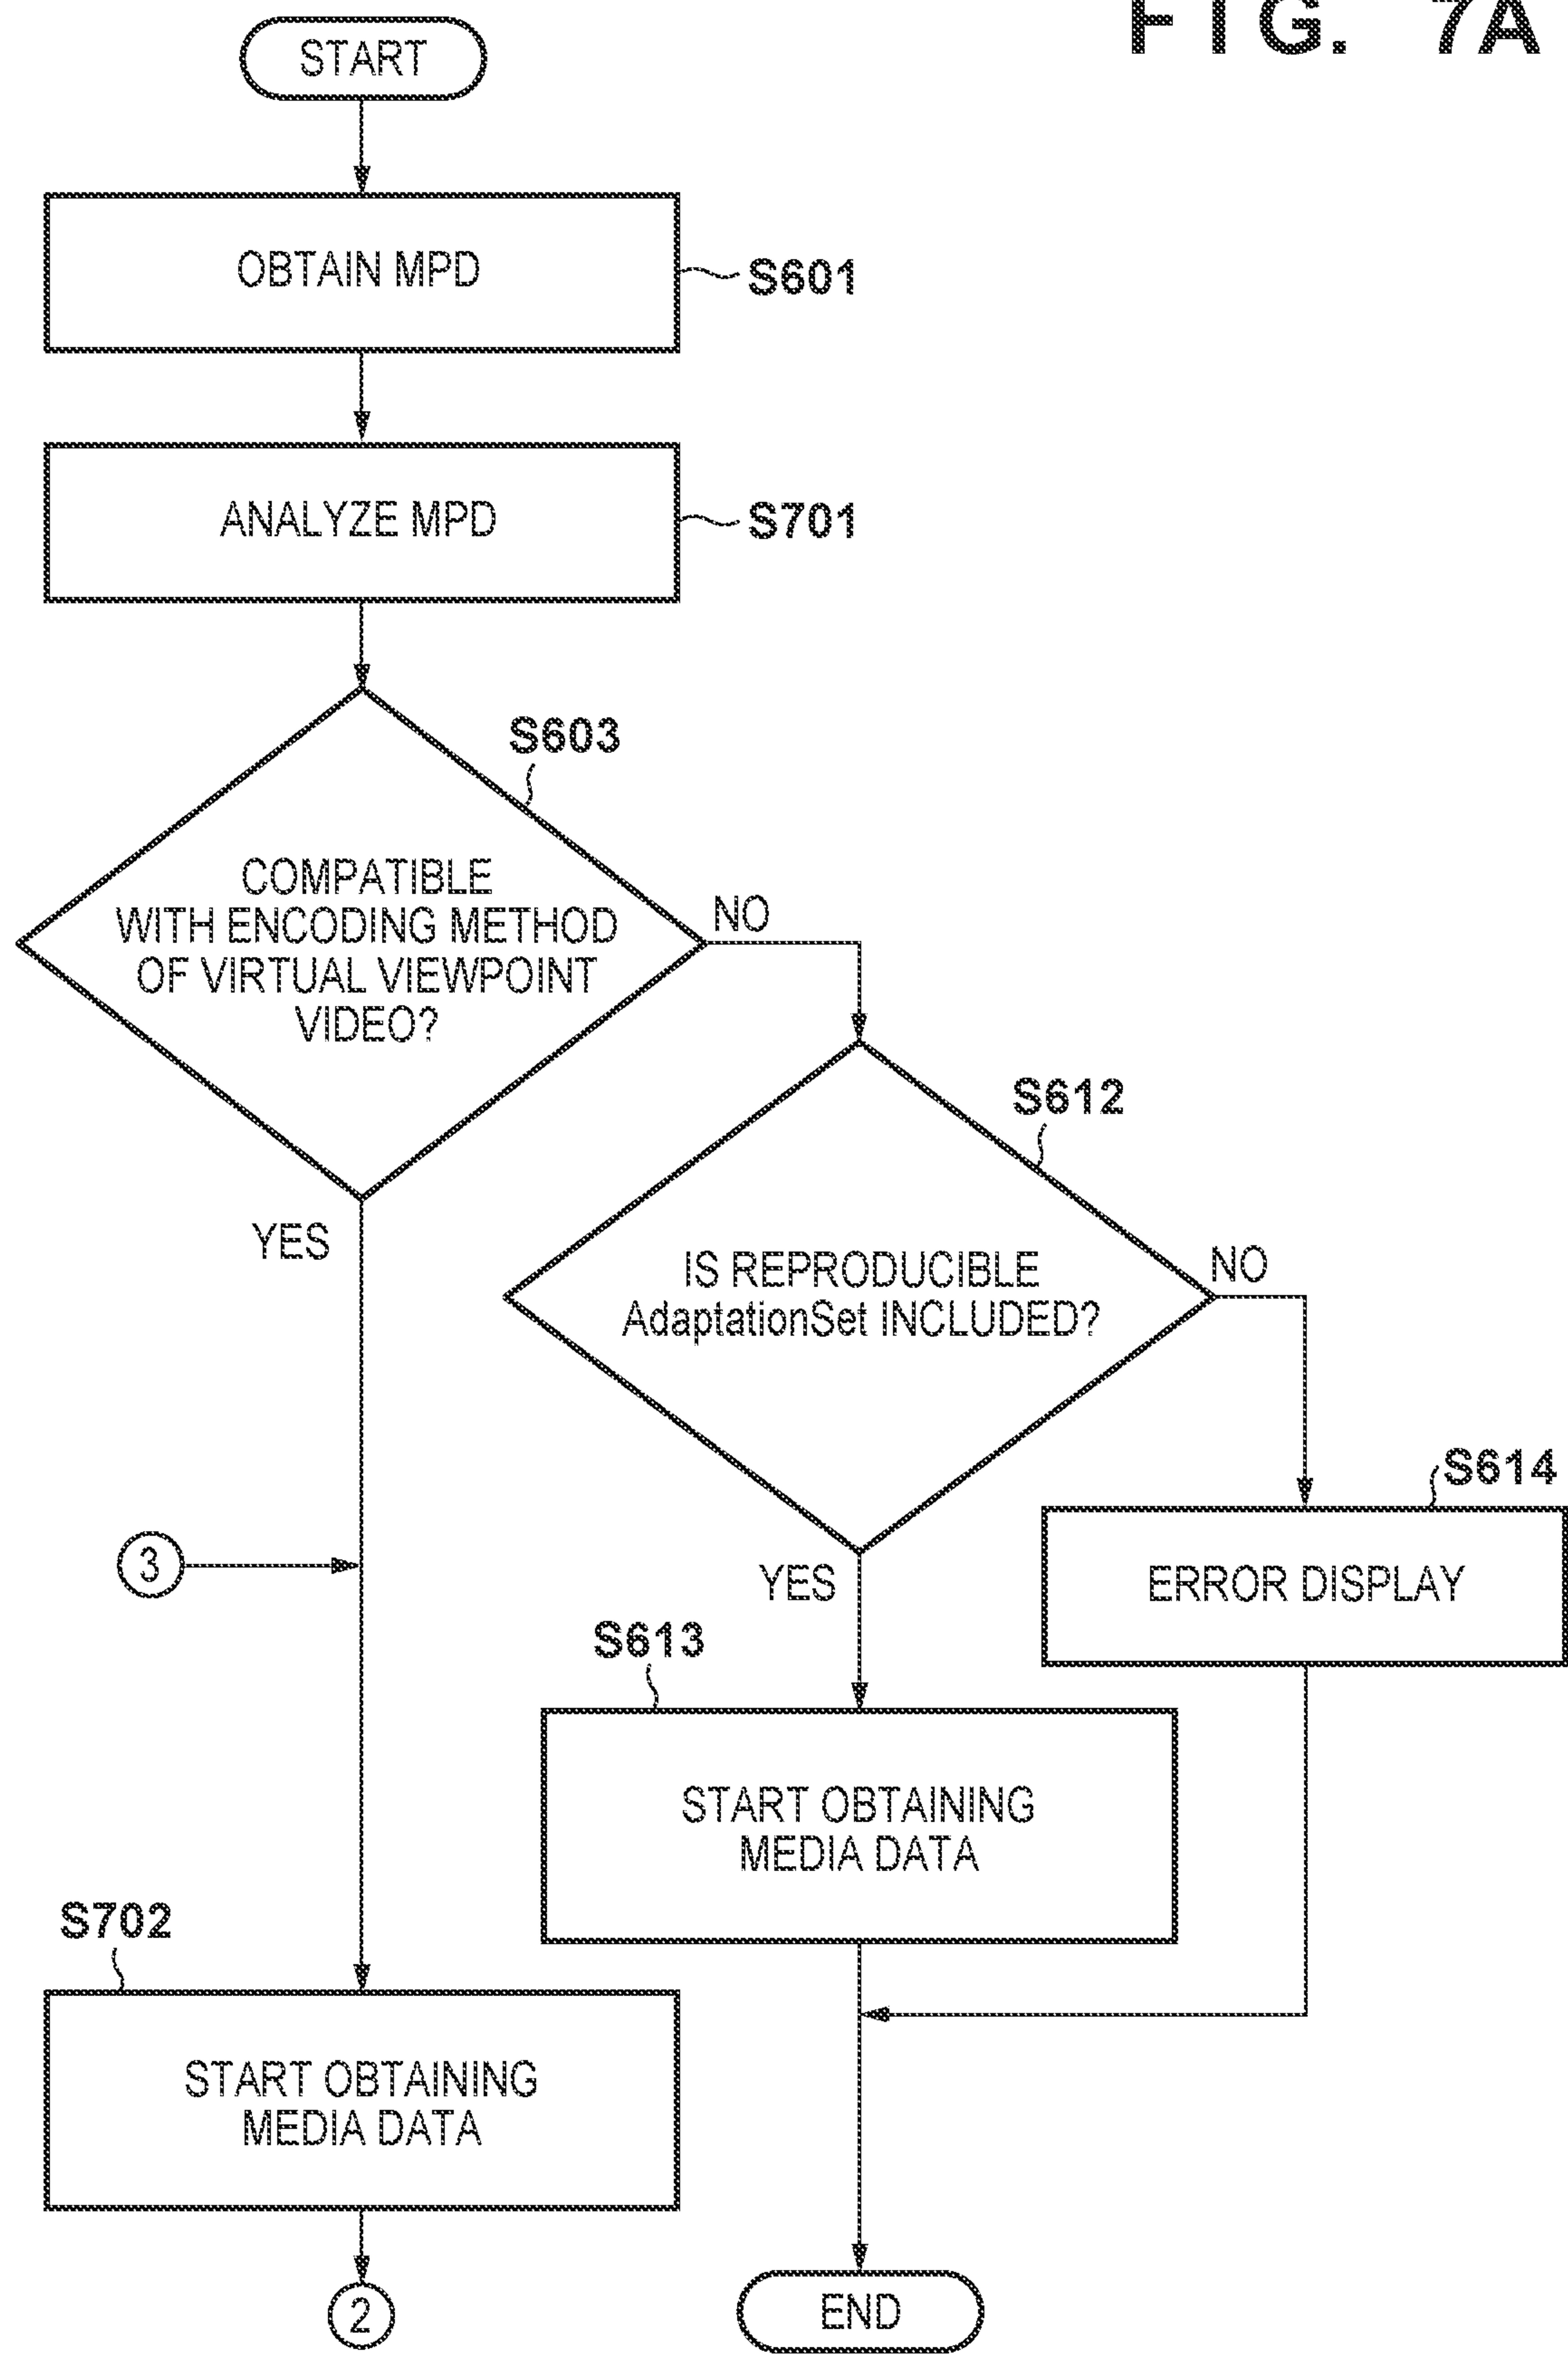 FIG. 7A
START
OBTAIN MPD
S601
ANALYZE MPD
S701
S603
COMPATIBLE
WITH ENCODING METHOD
OF VIRTUAL VIEWPOINT
VIDEO?
NO
YES
S612
IS REPRODUCIBLE
AdaptationSet INCLUDED?
NO
YES
S614
ERROR DISPLAY
3
S613
START OBTAINING
MEDIA DATA
S702
START OBTAINING
MEDIA DATA
2
END